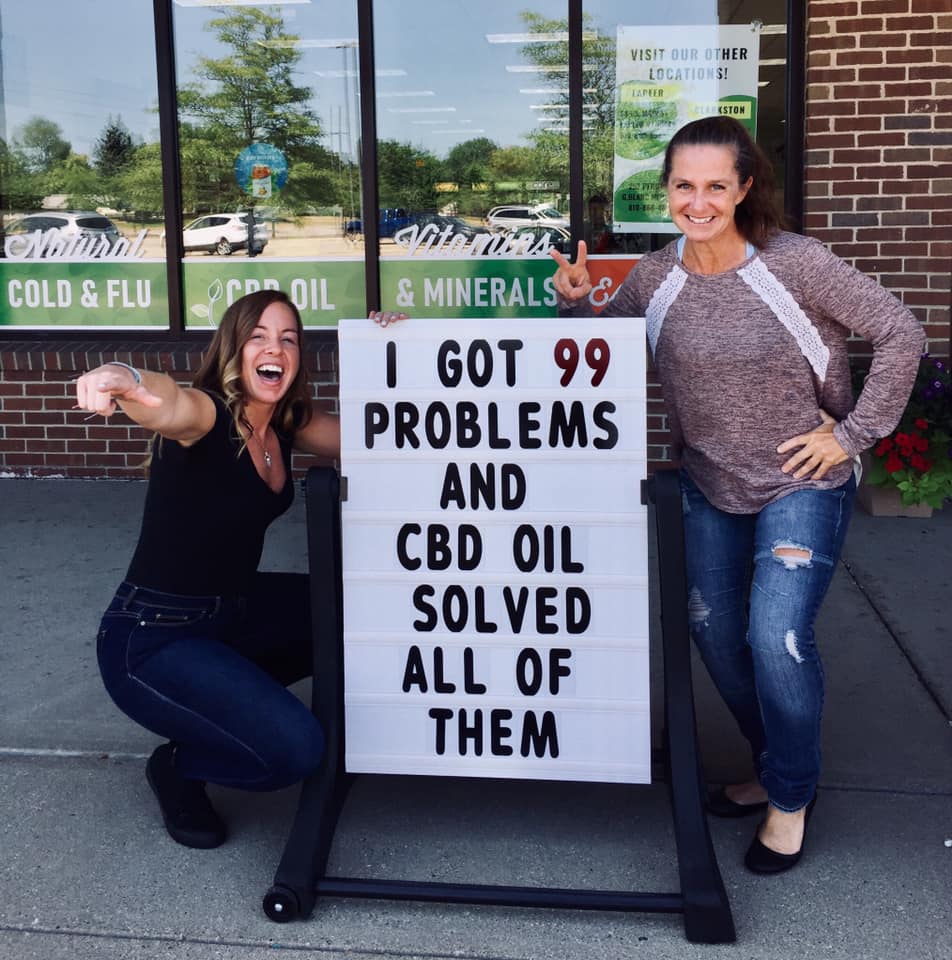 VISIT OUR OTHER
LOCATIONS!
LAPEER
CLARKSTON
Natural
COLD & FLU
CBD OIL
Vitamins
& MINERALS
&
I GOT 99
PROBLEMS
AND
CBD OIL
SOLVED
ALL OF
THEM